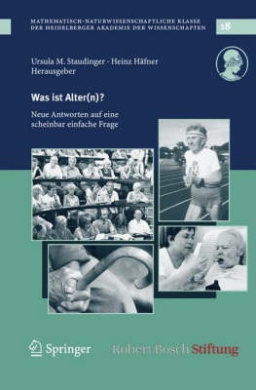 MATHEMATISCH-NATURWISSENSCHAFTLICHE KLASSE
DER HEIDELBERGER AKADEMIE DER WISSENSCHAFTEN
18
Ursula M. Staudinger · Heinz Häfner
Herausgeber
Was ist Alter(n)?
Neue Antworten auf eine
scheinbar einfache Frage
Springer
Robert Bosch Stiftung